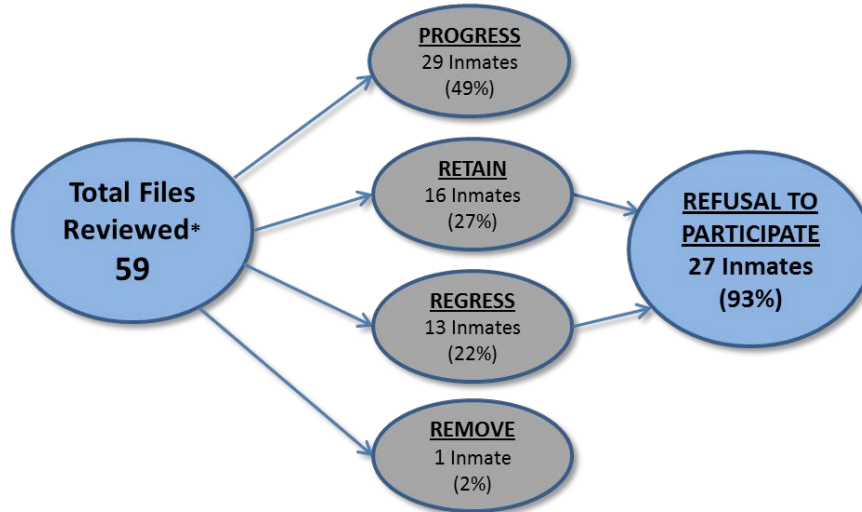 Total Files
Reviewed*
59
PROGRESS
29 Inmates
(49%)
RETAIN
16 Inmates
(27%)
REGRESS
13 Inmates
(22%)
REMOVE
1 Inmate
(2%)
REFUSAL TO
PARTICIPATE
27 Inmates
(93%)